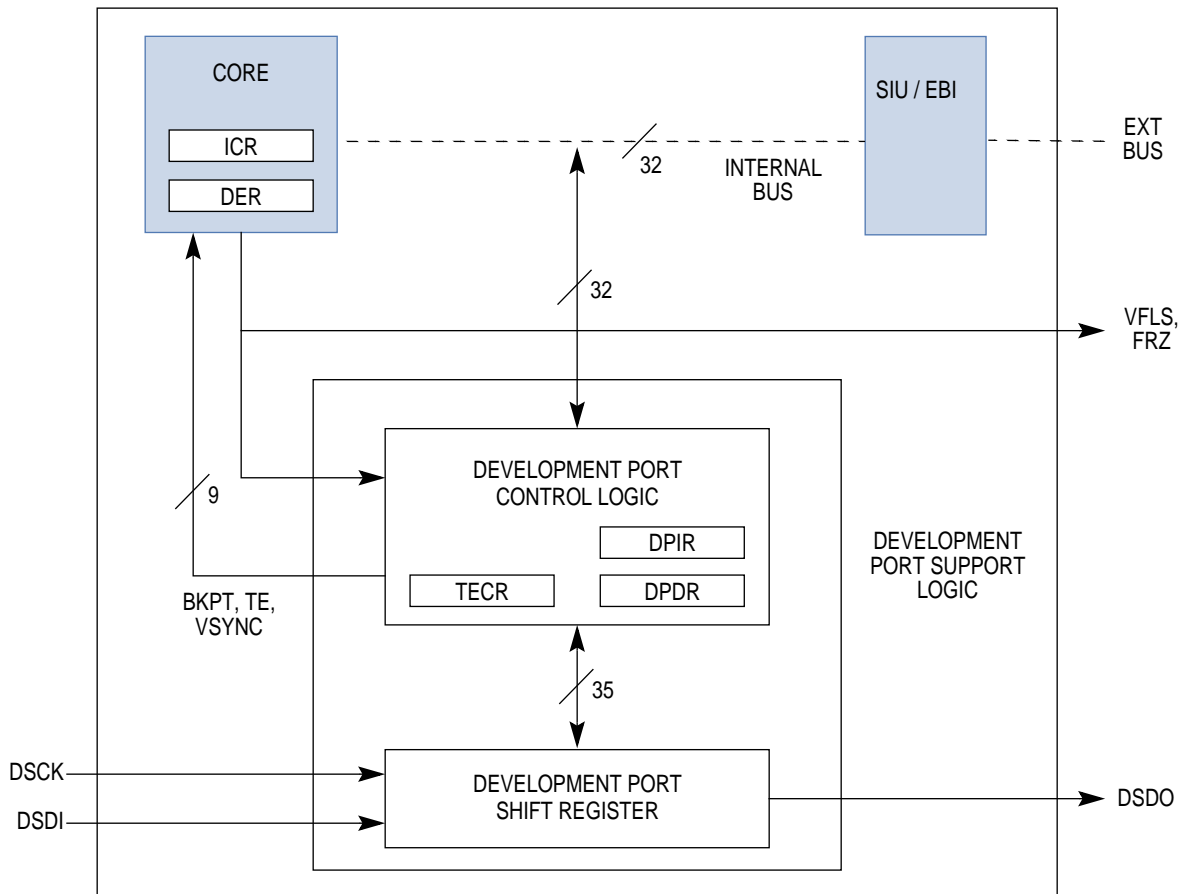 CORE
ICR
DER
SIU / EBI
32
INTERNAL
BUS
EXT
BUS
32
VFLS,
FRZ
9
BKPT, TE,
VSYNC
DEVELOPMENT PORT
CONTROL LOGIC
DPIR
TECR
DPDR
DEVELOPMENT
PORT SUPPORT
LOGIC
35
DSCK
DSDI
DEVELOPMENT PORT
SHIFT REGISTER
DSDO